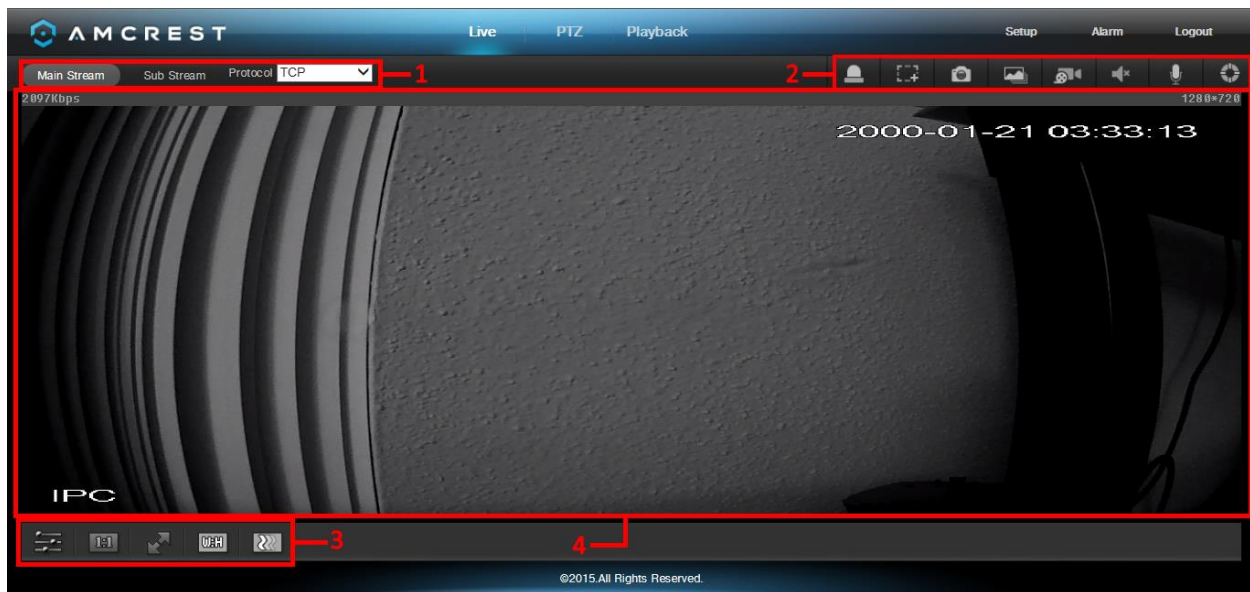 AMCREST Live PTZ Playback Setup Alarm Logout
Main Stream Sub Stream Protocol TCP 1 2
2097Kbps 1280*720
2000-01-21 03:33:13
IPC
1:1 W:H 3 4
©2015.All Rights Reserved.